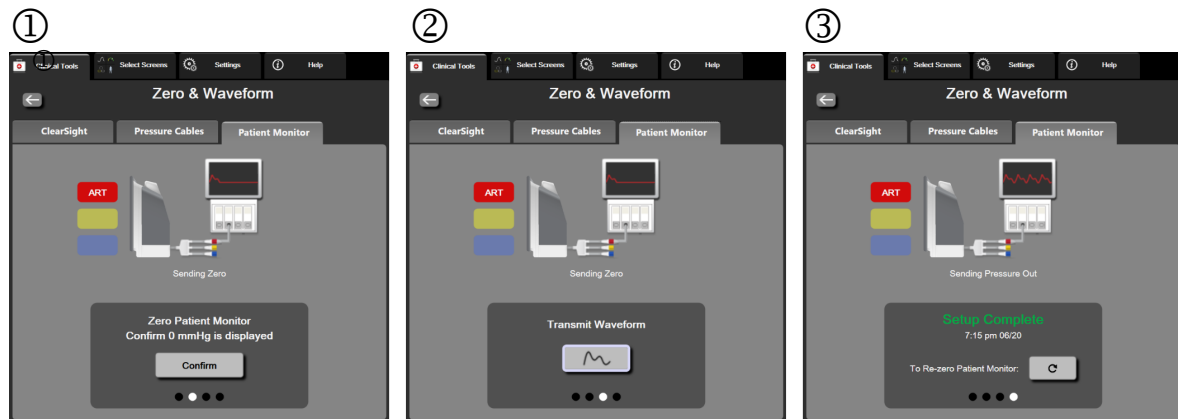 ①
①
Clinical Tools Select Screens Settings Help
Zero & Waveform
ClearSight Pressure Cables Patient Monitor
ART
Sending Zero
Zero Patient Monitor
Confirm 0 mmHg is displayed
Confirm
②
Clinical Tools Select Screens Settings Help
Zero & Waveform
ClearSight Pressure Cables Patient Monitor
ART
Sending Zero
Transmit Waveform
③
Clinical Tools Select Screens Settings Help
Zero & Waveform
ClearSight Pressure Cables Patient Monitor
ART
Sending Pressure Out
Setup Complete
7:15 pm 06/20
To Re-zero Patient Monitor: